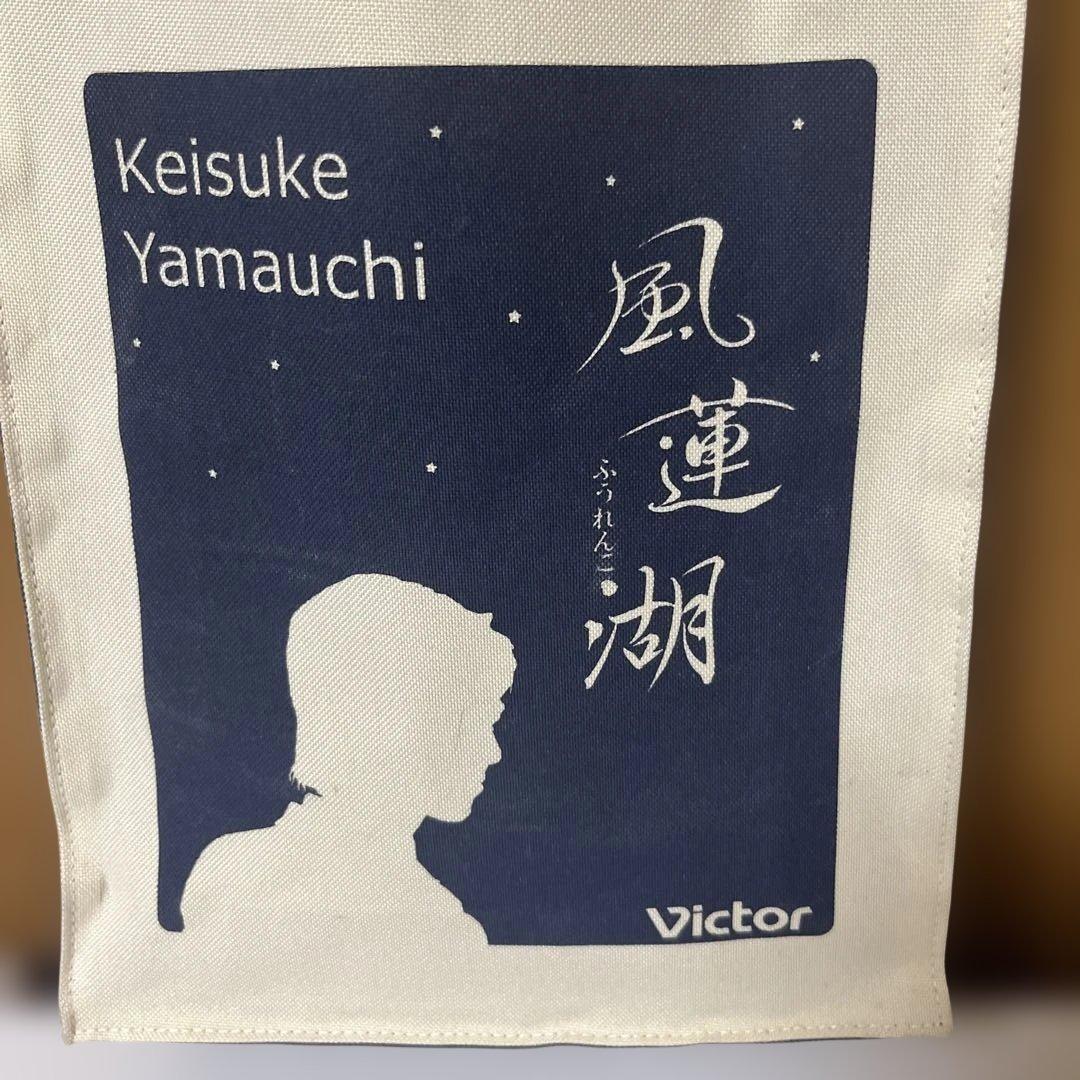 Keisuke
Yamauchi
風蓮湖
ふうれんこ
Victor